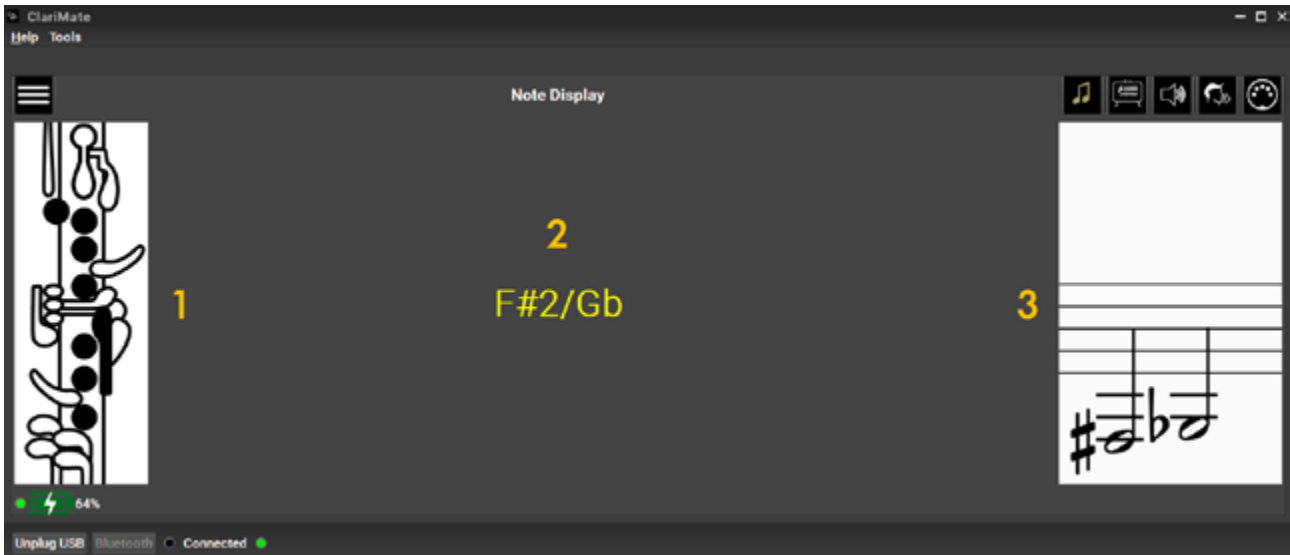 ClariMate
Help Tools
Note Display
2
1
F#2/Gb
3
64%
Unplug USB Bluetooth Connected